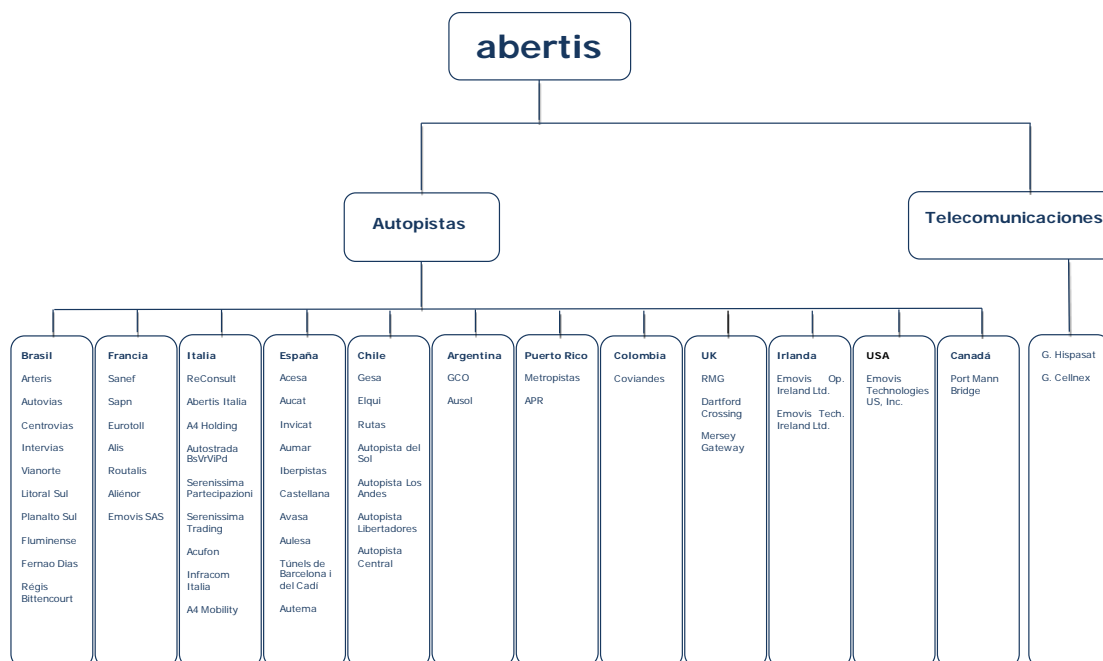 abertis
Autopistas
Telecomunicaciones
Brasil
Arteris
Autovias
Centrovias
Intervias
Vianorte
Litoral Sul
Planalto Sul
Fluminense
Fernao Dias
Régis
Bittencourt
Francia
Sanef
Sapn
Eurotoll
Alis
Routalis
Aliénor
Emovis SAS
Italia
ReConsult
Abertis Italia
A4 Holding
Autostrada
BsVrViPd
Serenissima
Partecipazioni
Serenissima
Trading
Acufon
Infracom
Italia
A4 Mobility
España
Acesa
Aucat
Invicat
Aumar
Iberpistas
Castellana
Avasa
Aulesa
Túnels de
Barcelona i
del Cadí
Autema
Chile
Gesa
Elqui
Rutas
Autopista del
Sol
Autopista Los
Andes
Autopista
Libertadores
Autopista
Central
Argentina
GCO
Ausol
Puerto Rico
Metropistas
APR
Colombia
Coviandes
UK
RMG
Dartford
Crossing
Mersey
Gateway
Irlanda
Emovis Op.
Ireland Ltd.
Emovis Tech.
Ireland Ltd.
USA
Emovis
Technologies
US, Inc.
Canadá
Port Mann
Bridge
G. Hispasat
G. Cellnex